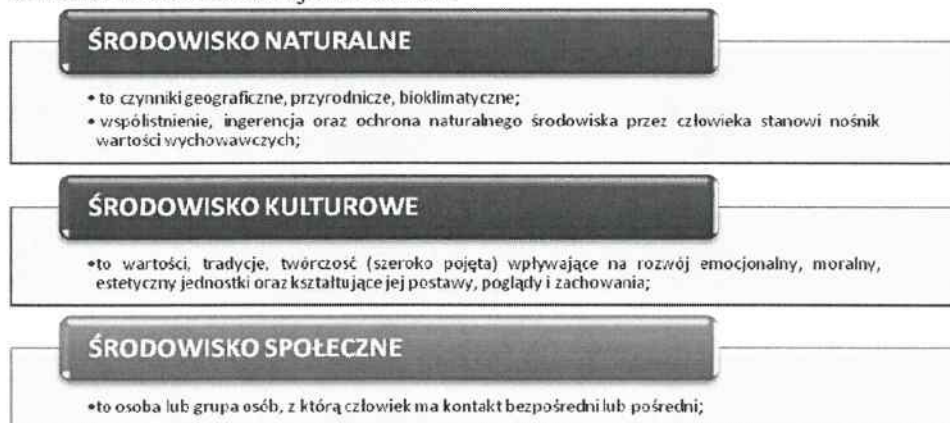 ŚRODOWISKO NATURALNE
• to czynniki geograficzne, przyrodnicze, bioklimatyczne;
• współistnienie, ingerencja oraz ochrona naturalnego środowiska przez człowieka stanowi nośnik
wartości wychowawczych;
ŚRODOWISKO KULTUROWE
•to wartości, tradycje, twórczość (szeroko pojęta) wpływające na rozwój emocjonalny, moralny,
estetyczny jednostki oraz kształtujące jej postawy, poglądy i zachowania;
ŚRODOWISKO SPOŁECZNE
•to osoba lub grupa osób, z którą człowiek ma kontakt bezpośredni lub pośredni;